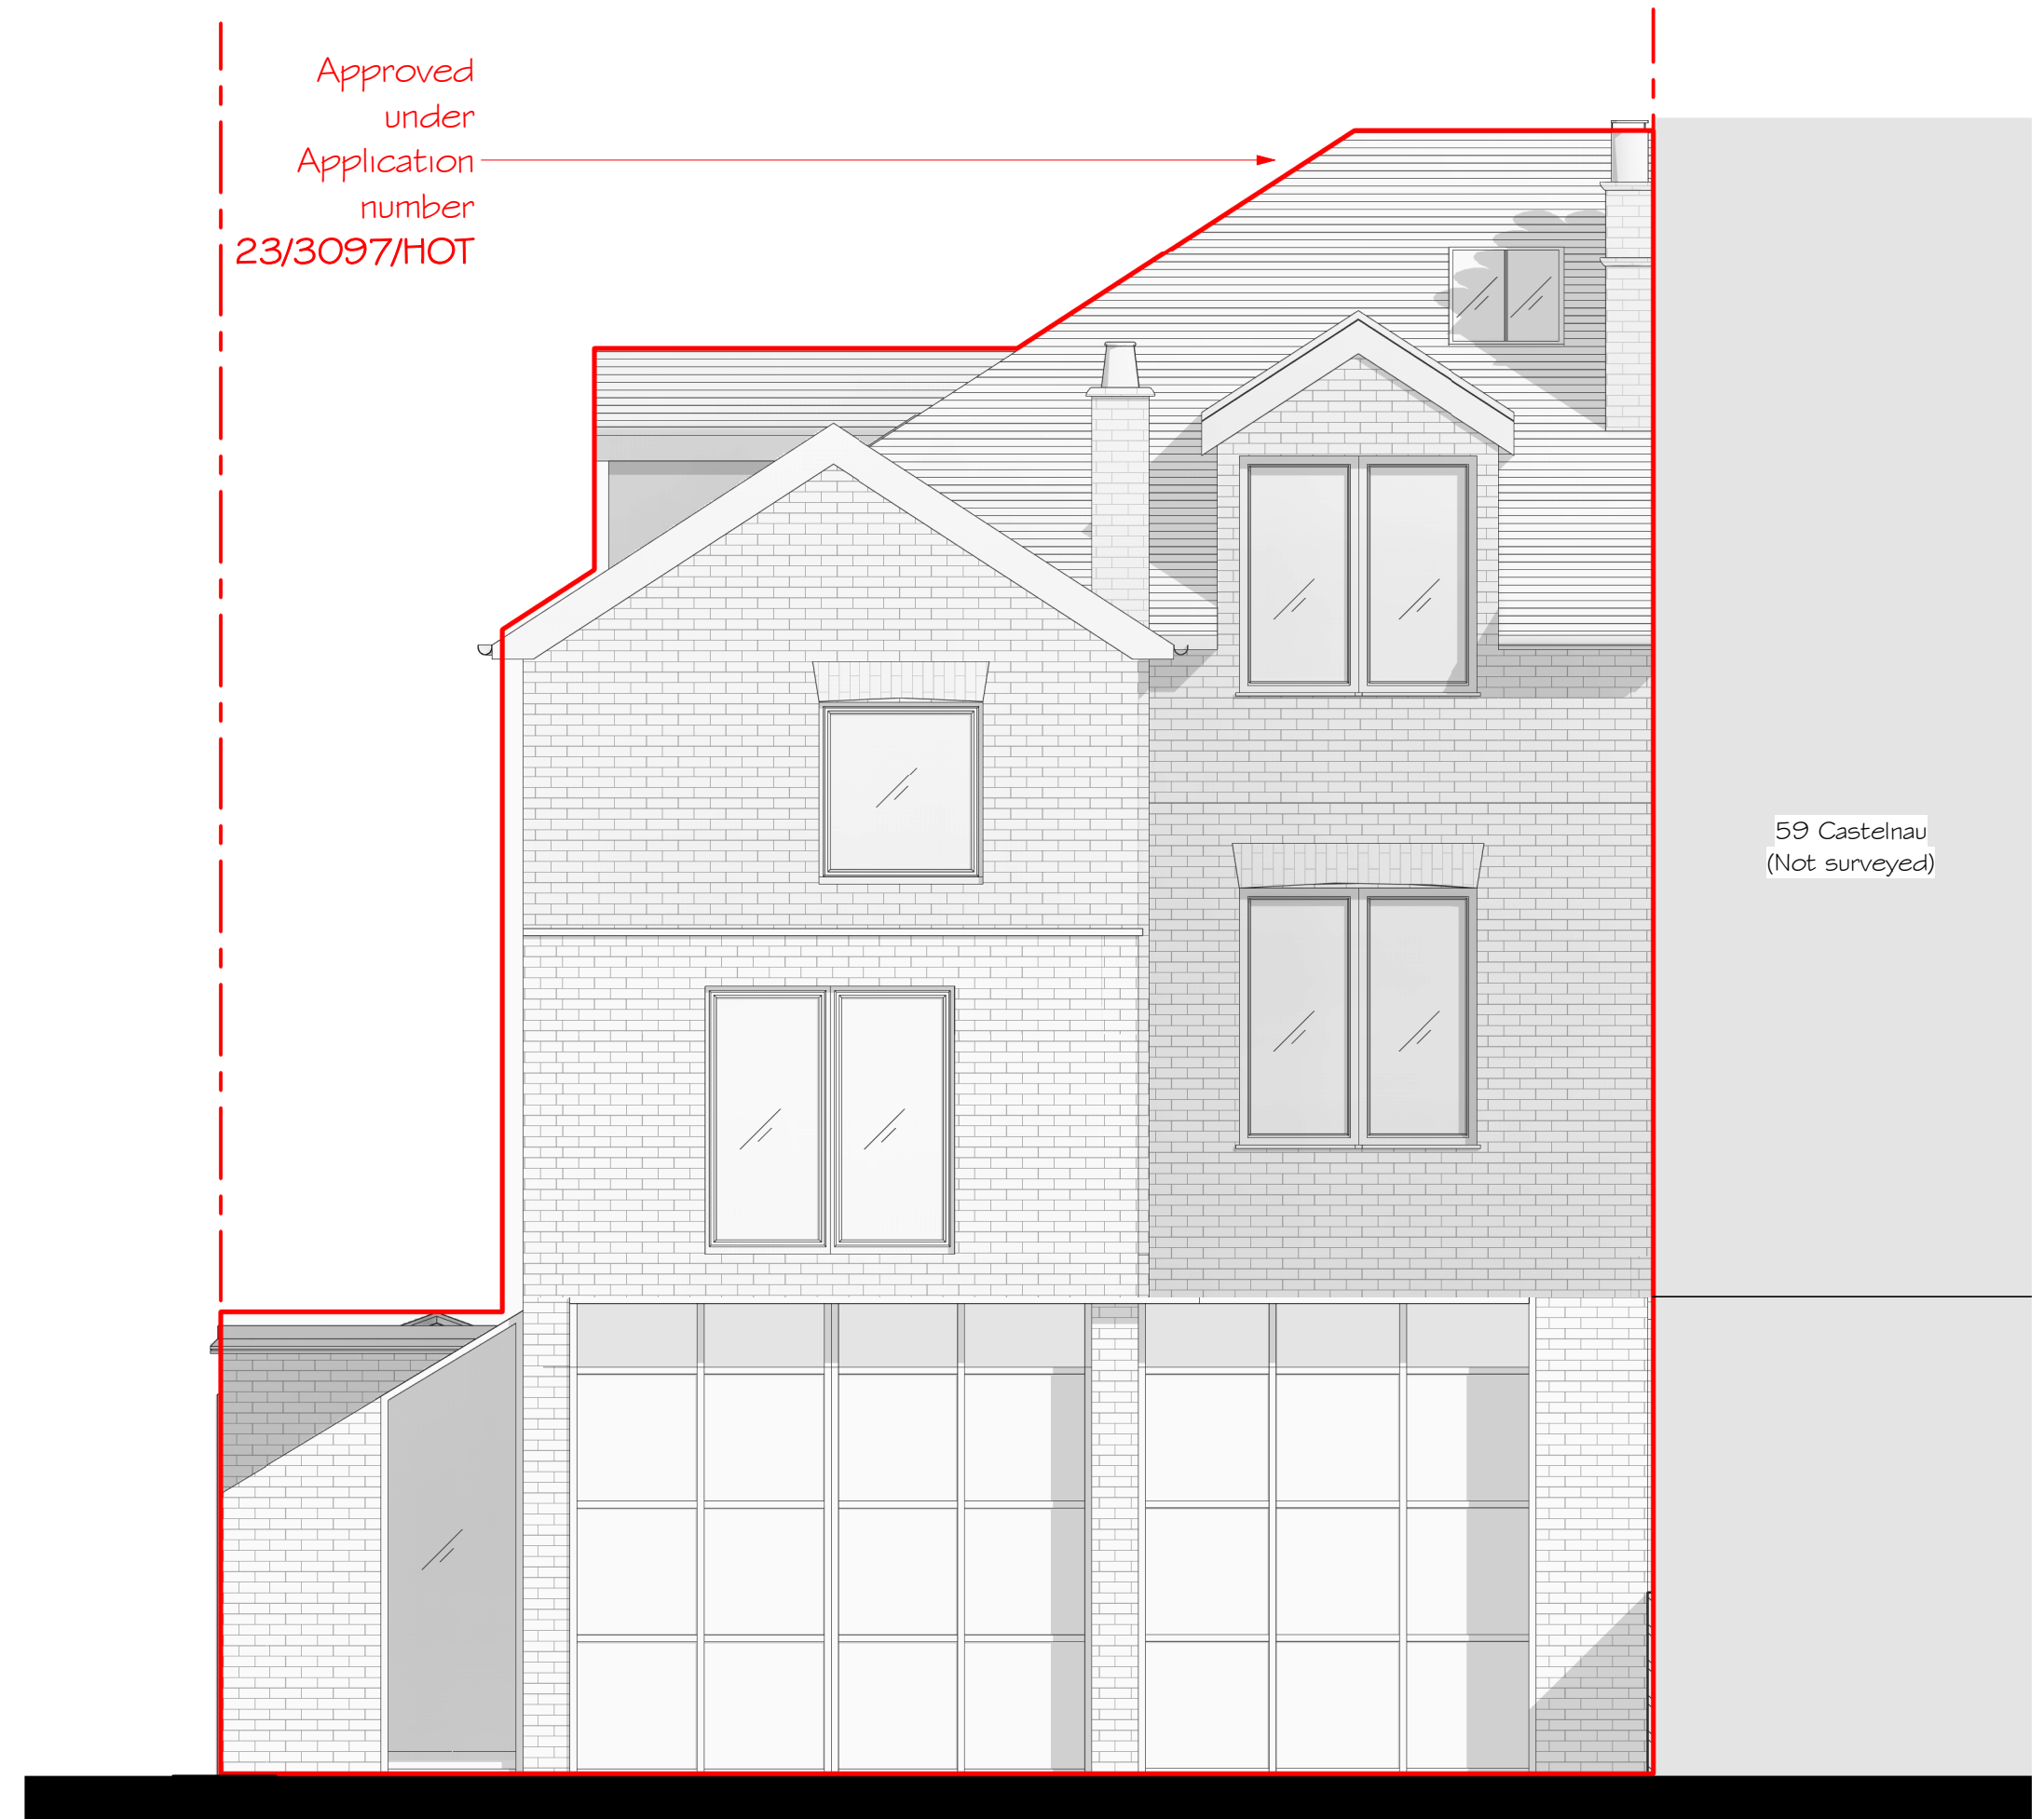 Approved
under
Application
number
23/3097/HOT
59 Castelnau
(Not surveyed)